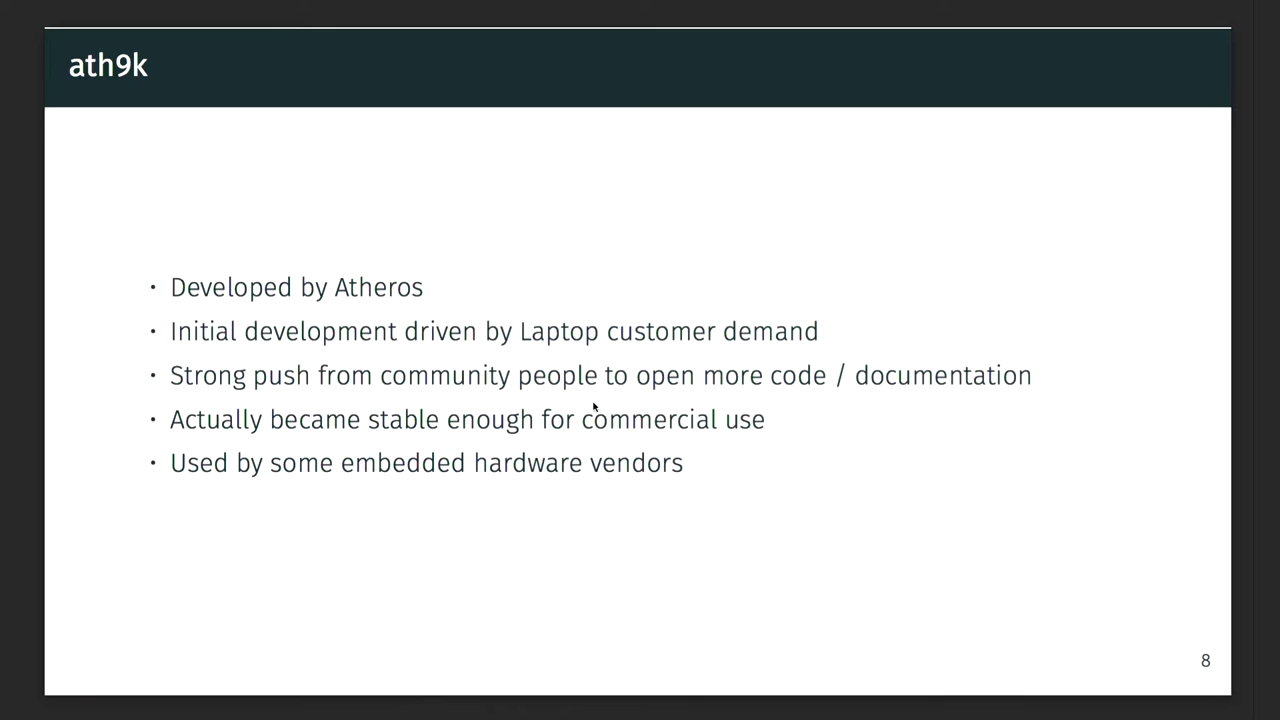 ath9k
• Developed by Atheros
• Initial development driven by Laptop customer demand
• Strong push from community people to open more code / documentation
• Actually became stable enough for commercial use
• Used by some embedded hardware vendors
8